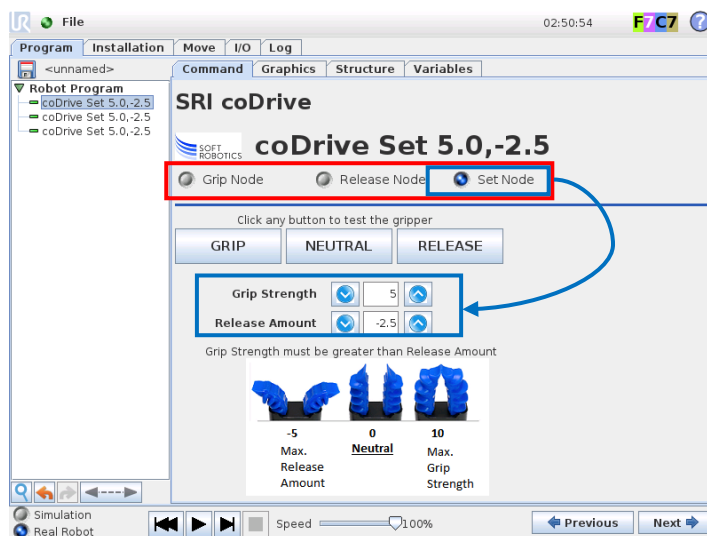 UR File 02:50:54 F7C7 ?
Program Installation Move I/O Log
<unnamed> Command Graphics Structure Variables
Robot Program
coDrive Set 5.0,-2.5
coDrive Set 5.0,-2.5
coDrive Set 5.0,-2.5
SRI coDrive
SOFT ROBOTICS coDrive Set 5.0,-2.5
Grip Node Release Node Set Node
Click any button to test the gripper
GRIP NEUTRAL RELEASE
Grip Strength 5
Release Amount -2.5
Grip Strength must be greater than Release Amount
-5 0 10
Max. Neutral Max.
Release Grip
Amount Strength
Simulation
Real Robot
Speed 100% Previous Next